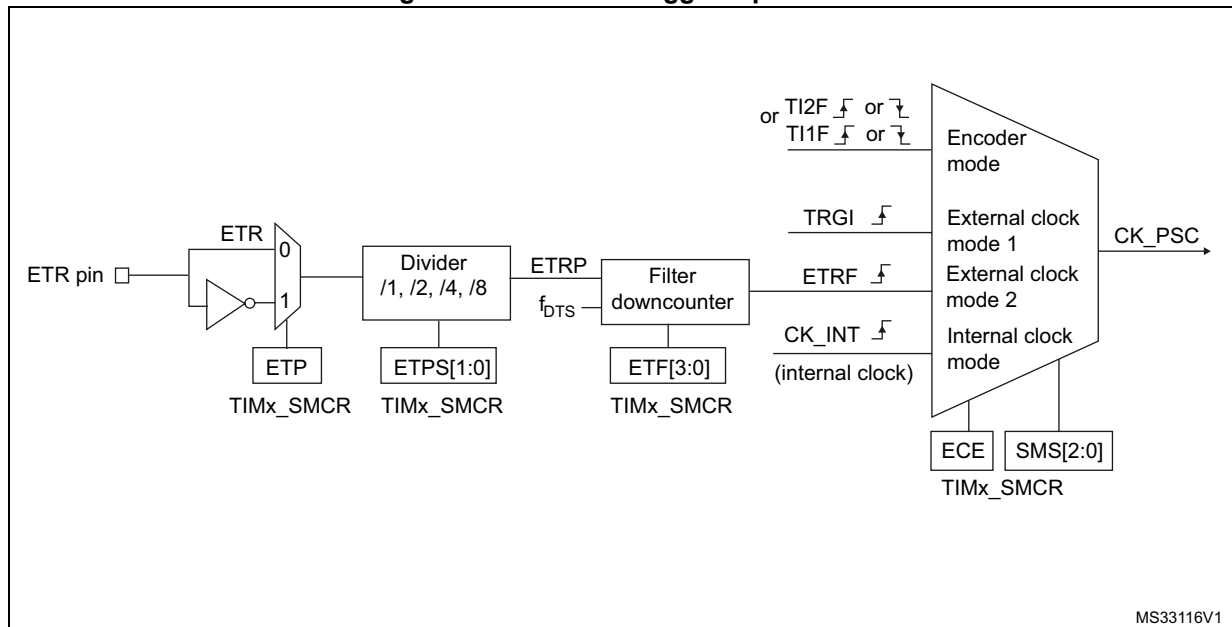 or TI2F or
TI1F or
Encoder
mode
TRGI
External clock
mode 1
CK_PSC
ETR
0
ETR pin
1
Divider
/1, /2, /4, /8
ETRP
fDTS
Filter
downcounter
ETRF
External clock
mode 2
CK_INT
(internal clock)
Internal clock
mode
ETP
TIMx_SMCR
ETPS[1:0]
TIMx_SMCR
ETF[3:0]
TIMx_SMCR
ECE
SMS[2:0]
TIMx_SMCR
MS33116V1